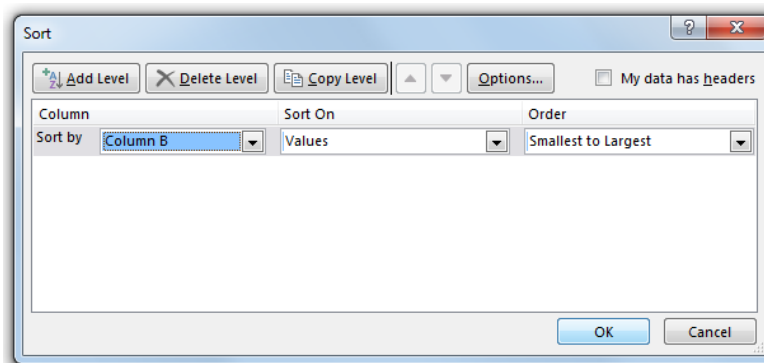 Sort
Add Level Delete Level Copy Level Options... My data has headers
Column Sort On Order
Sort by Column B Values Smallest to Largest
OK Cancel